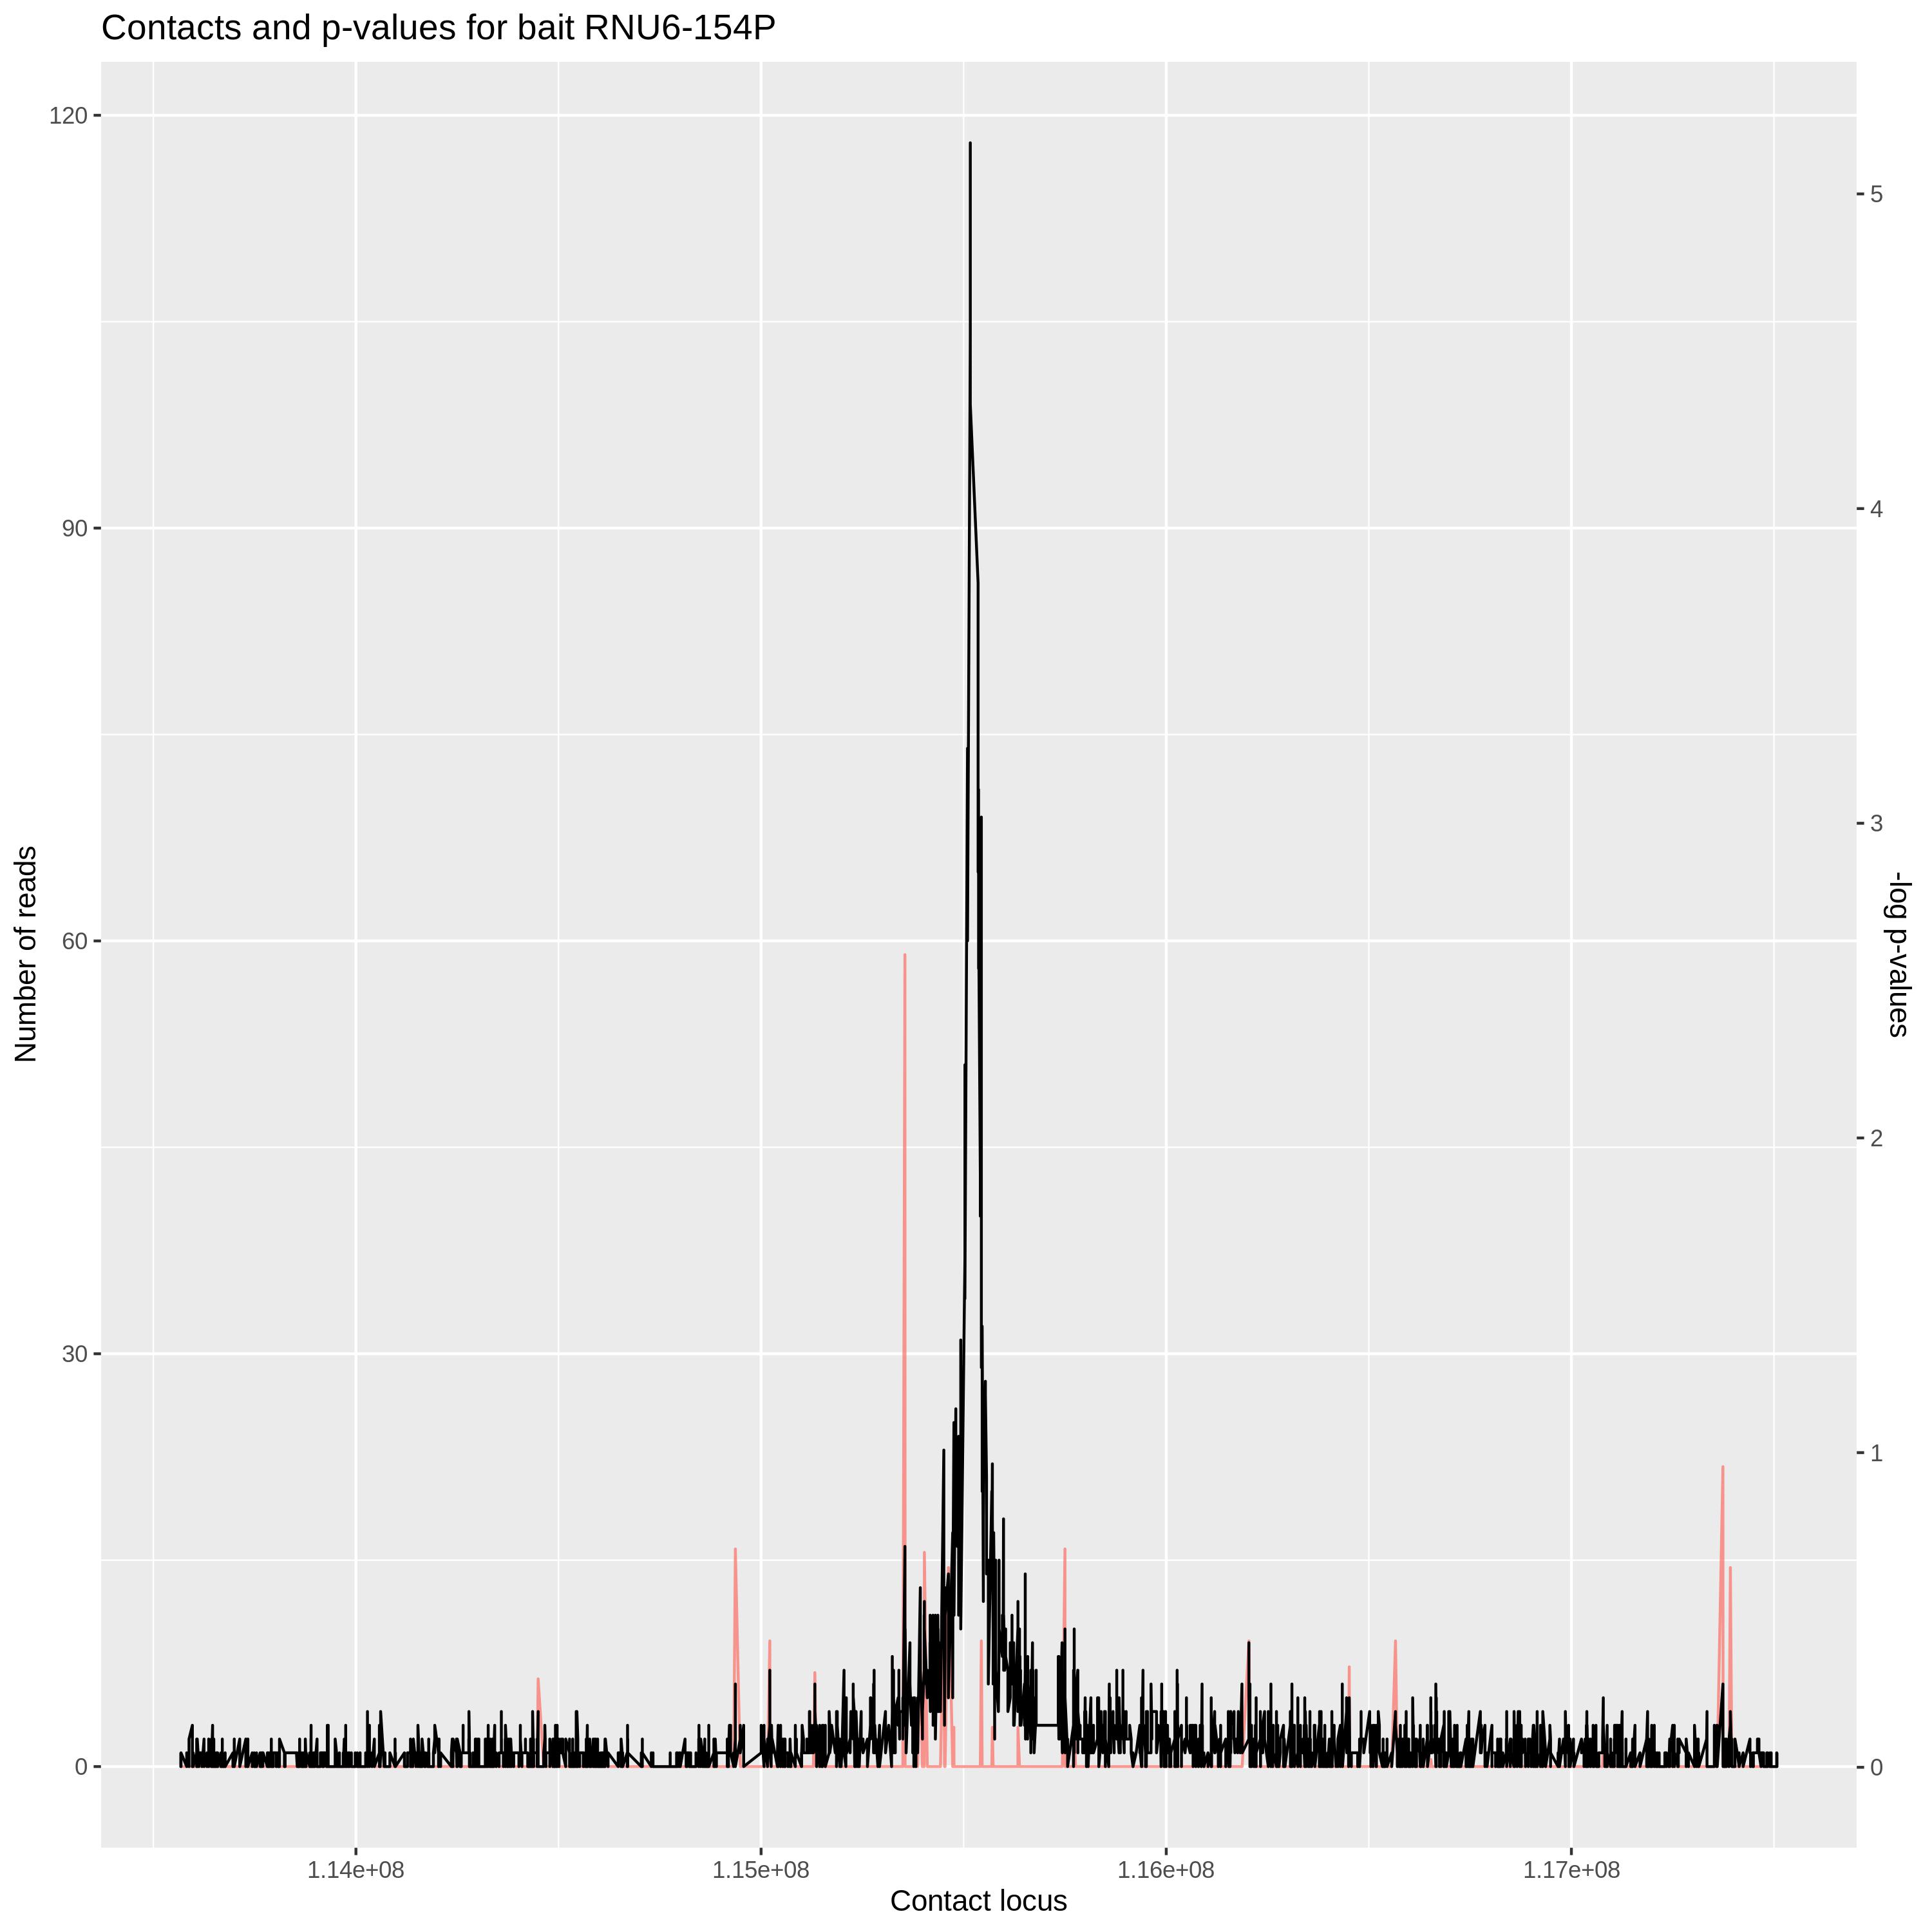 Contacts and p-values for bait RNU6-154P
120
90
60
30
0
Number of reads
5
4
3
2
1
0
-log p-values
1.14e+08
1.15e+08
1.16e+08
1.17e+08
Contact locus